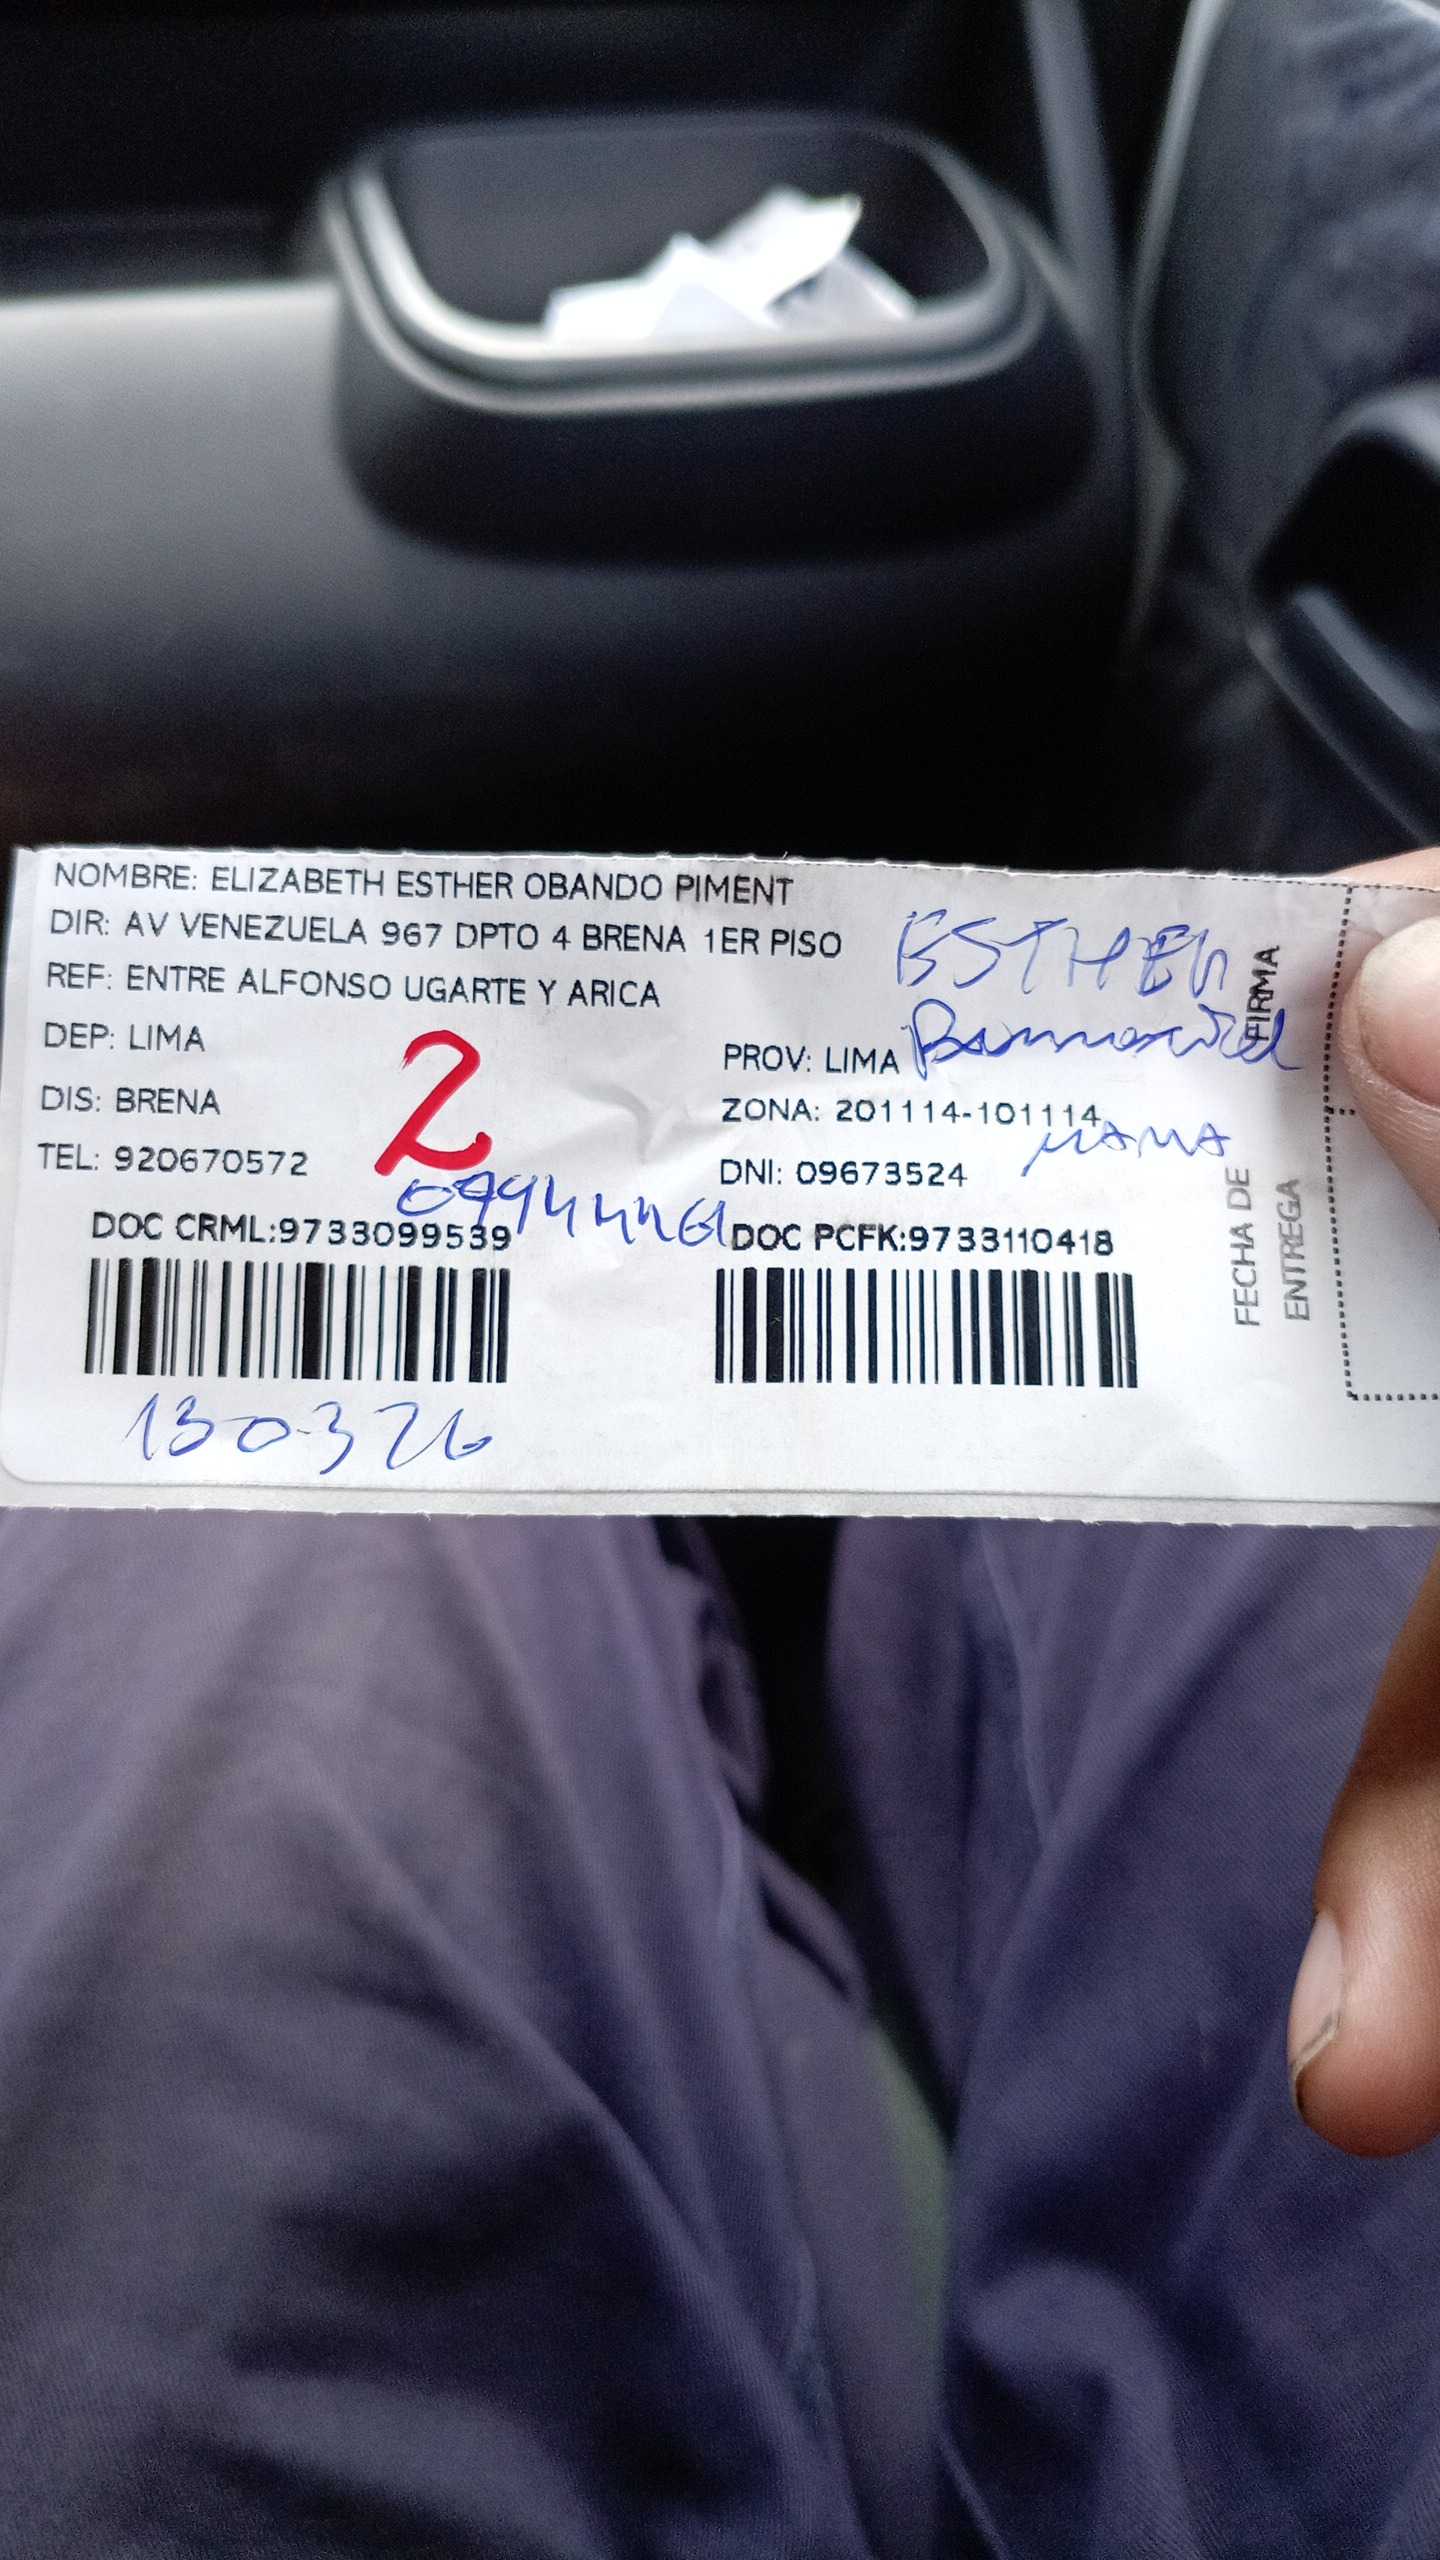 NOMBRE: ELIZABETH ESTHER OBANDO PIMENT
DIR: AV VENEZUELA 967 DPTO 4 BRENA 1ER PISO
REF: ENTRE ALFONSO UGARTE Y ARICA
ESTHER
FIRMA
DEP: LIMA
2
PROV: LIMA
DIS: BRENA
ZONA: 201114-101114
MAMA
TEL: 920670572
DNI: 09673524
DOC CRML:9733099539
DOC PCFK:9733110418
FECHA DE
ENTREGA
130326